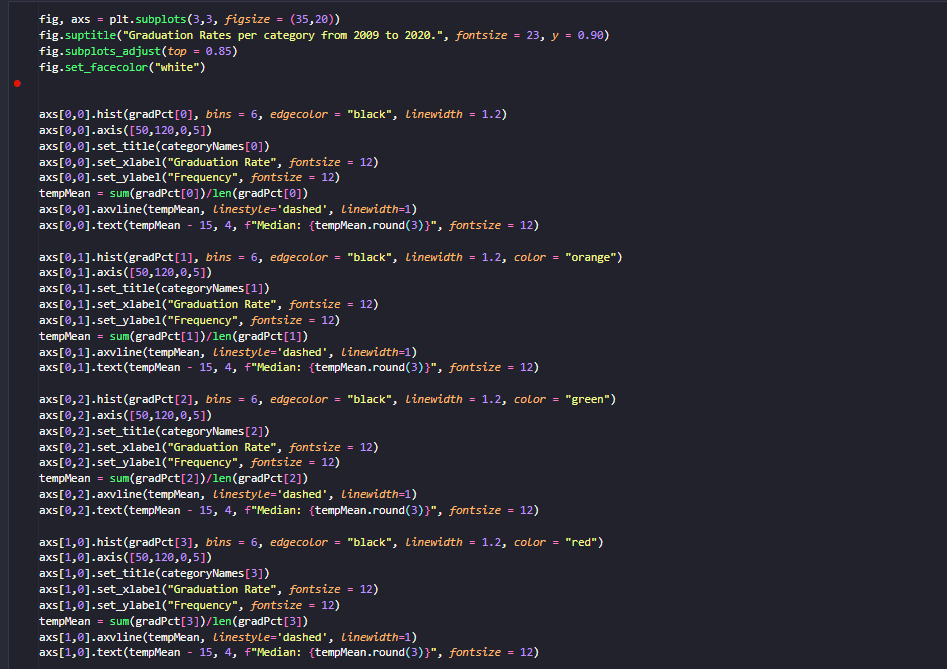 fig, axs = plt.subplots(3,3, figsize = (35,20))
fig.suptitle("Graduation Rates per category from 2009 to 2020.", fontsize = 23, y = 0.90)
fig.subplots_adjust(top = 0.85)
fig.set_facecolor("white")
axs[0,0].hist(gradPct[0], bins = 6, edgecolor = "black", linewidth = 1.2)
axs[0,0].axis([50,120,0,5])
axs[0,0].set_title(categoryNames[0])
axs[0,0].set_xlabel("Graduation Rate", fontsize = 12)
axs[0,0].set_ylabel("Frequency", fontsize = 12)
tempMean = sum(gradPct[0])/len(gradPct[0])
axs[0,0].axvline(tempMean, linestyle='dashed', linewidth=1)
axs[0,0].text(tempMean - 15, 4, f"Median: {tempMean.round(3)}", fontsize = 12)
axs[0,1].hist(gradPct[1], bins = 6, edgecolor = "black", linewidth = 1.2, color = "orange")
axs[0,1].axis([50,120,0,5])
axs[0,1].set_title(categoryNames[1])
axs[0,1].set_xlabel("Graduation Rate", fontsize = 12)
axs[0,1].set_ylabel("Frequency", fontsize = 12)
tempMean = sum(gradPct[1])/len(gradPct[1])
axs[0,1].axvline(tempMean, linestyle='dashed', linewidth=1)
axs[0,1].text(tempMean - 15, 4, f"Median: {tempMean.round(3)}", fontsize = 12)
axs[0,2].hist(gradPct[2], bins = 6, edgecolor = "black", linewidth = 1.2, color = "green")
axs[0,2].axis([50,120,0,5])
axs[0,2].set_title(categoryNames[2])
axs[0,2].set_xlabel("Graduation Rate", fontsize = 12)
axs[0,2].set_ylabel("Frequency", fontsize = 12)
tempMean = sum(gradPct[2])/len(gradPct[2])
axs[0,2].axvline(tempMean, linestyle='dashed', linewidth=1)
axs[0,2].text(tempMean - 15, 4, f"Median: {tempMean.round(3)}", fontsize = 12)
axs[1,0].hist(gradPct[3], bins = 6, edgecolor = "black", linewidth = 1.2, color = "red")
axs[1,0].axis([50,120,0,5])
axs[1,0].set_title(categoryNames[3])
axs[1,0].set_xlabel("Graduation Rate", fontsize = 12)
axs[1,0].set_ylabel("Frequency", fontsize = 12)
tempMean = sum(gradPct[3])/len(gradPct[3])
axs[1,0].axvline(tempMean, linestyle='dashed', linewidth=1)
axs[1,0].text(tempMean - 15, 4, f"Median: {tempMean.round(3)}", fontsize = 12)